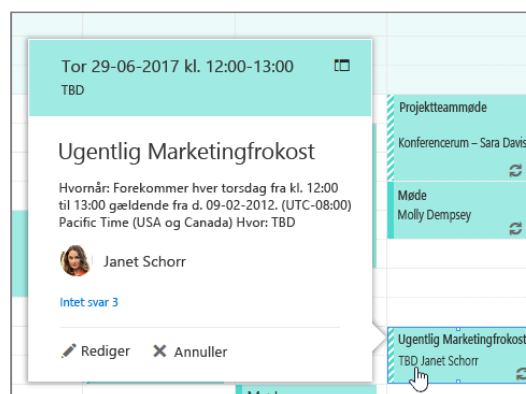 Tor 29-06-2017 kl. 12:00-13:00
TBD
Ugentlig Marketingfrokost
Hvornår: Forekommer hver torsdag fra kl. 12:00
til 13:00 gældende fra d. 09-02-2012. (UTC-08:00)
Pacific Time (USA og Canada) Hvor: TBD
Janet Schorr
Intet svar 3
Rediger
Annuller
Projektteammøde
Konferencerum – Sara Davis
Møde
Molly Dempsey
Ugentlig Marketingfrokost
TBD Janet Schorr